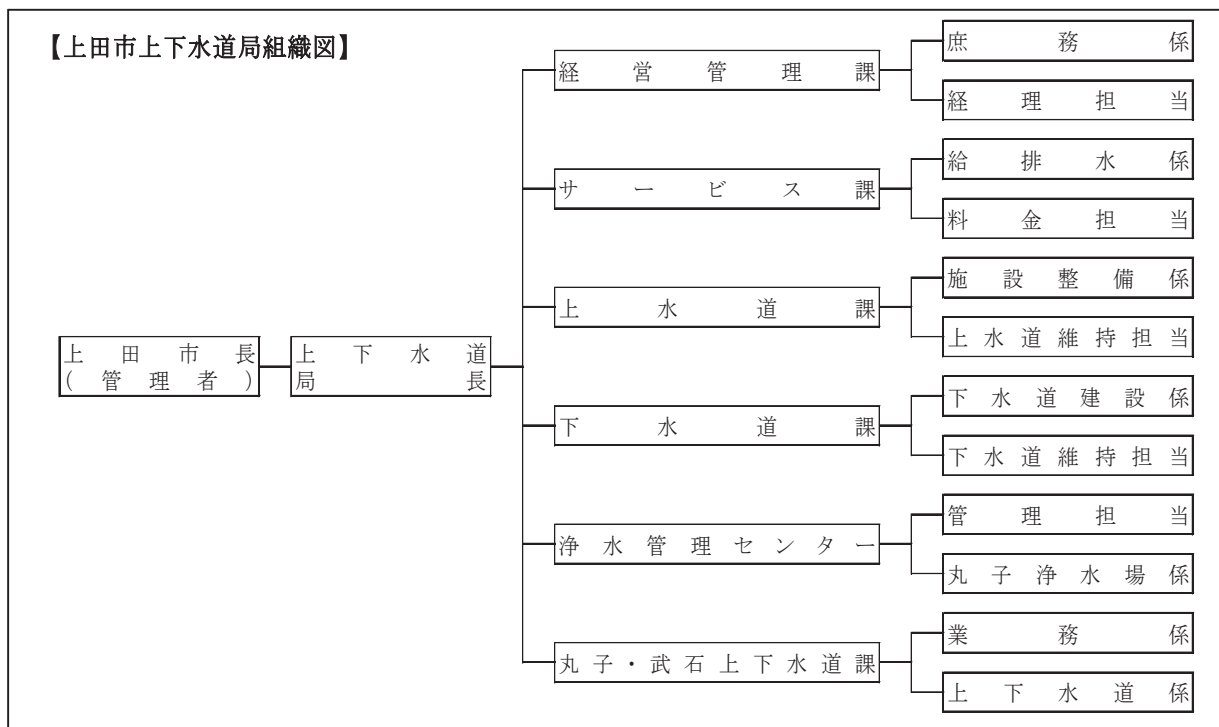 【上田市上下水道局組織図】
上田市長
(管理者)
上下水道
局長
経営管理課
庶務係
経理担当
サービス課
給排水係
料金担当
上水道課
施設整備係
上水道維持担当
下水道課
下水道建設係
下水道維持担当
浄水管理センター
管理担当
丸子浄水場係
丸子・武石上下水道課
業務係
上下水道係